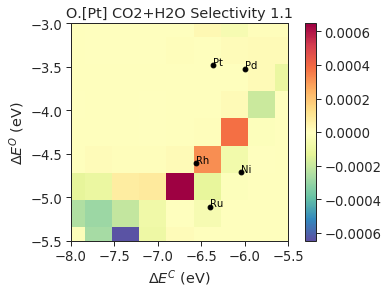 O.[Pt] CO2+H2O Selectivity 1.1
ΔE^O (eV)
−3.0
−3.5
−4.0
−4.5
−5.0
−5.5
Pt
Pd
Rh
Ni
Ru
−8.0 −7.5 −7.0 −6.5 −6.0 −5.5
ΔE^C (eV)
0.0006
0.0004
0.0002
0.0000
−0.0002
−0.0004
−0.0006